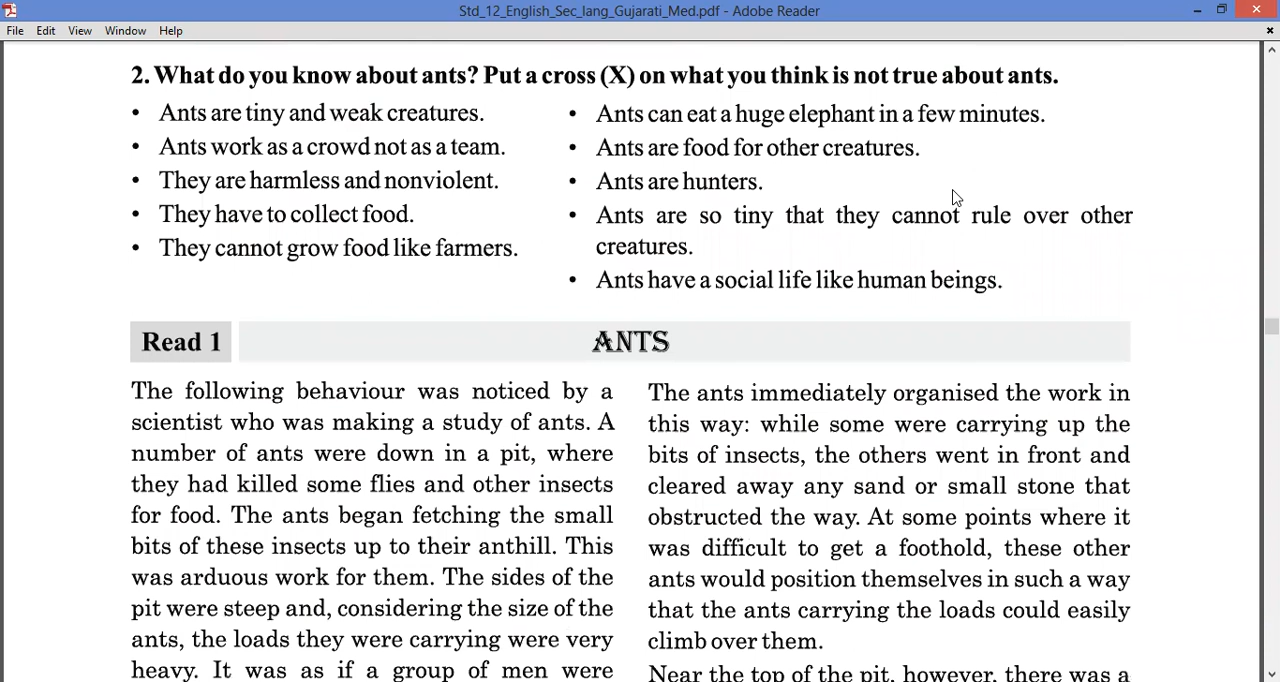 Std_12_English_Sec_lang_Gujarati_Med.pdf - Adobe Reader
File Edit View Window Help
2. What do you know about ants? Put a cross (X) on what you think is not true about ants.
• Ants are tiny and weak creatures.
• Ants work as a crowd not as a team.
• They are harmless and nonviolent.
• They have to collect food.
• They cannot grow food like farmers.
• Ants can eat a huge elephant in a few minutes.
• Ants are food for other creatures.
• Ants are hunters.
• Ants are so tiny that they cannot rule over other
creatures.
• Ants have a social life like human beings.
Read 1
ANTS
The following behaviour was noticed by a
scientist who was making a study of ants. A
number of ants were down in a pit, where
they had killed some flies and other insects
for food. The ants began fetching the small
bits of these insects up to their anthill. This
was arduous work for them. The sides of the
pit were steep and, considering the size of the
ants, the loads they were carrying were very
heavy. It was as if a group of men were
The ants immediately organised the work in
this way: while some were carrying up the
bits of insects, the others went in front and
cleared away any sand or small stone that
obstructed the way. At some points where it
was difficult to get a foothold, these other
ants would position themselves in such a way
that the ants carrying the loads could easily
climb over them.
Near the top of the pit, however, there was a